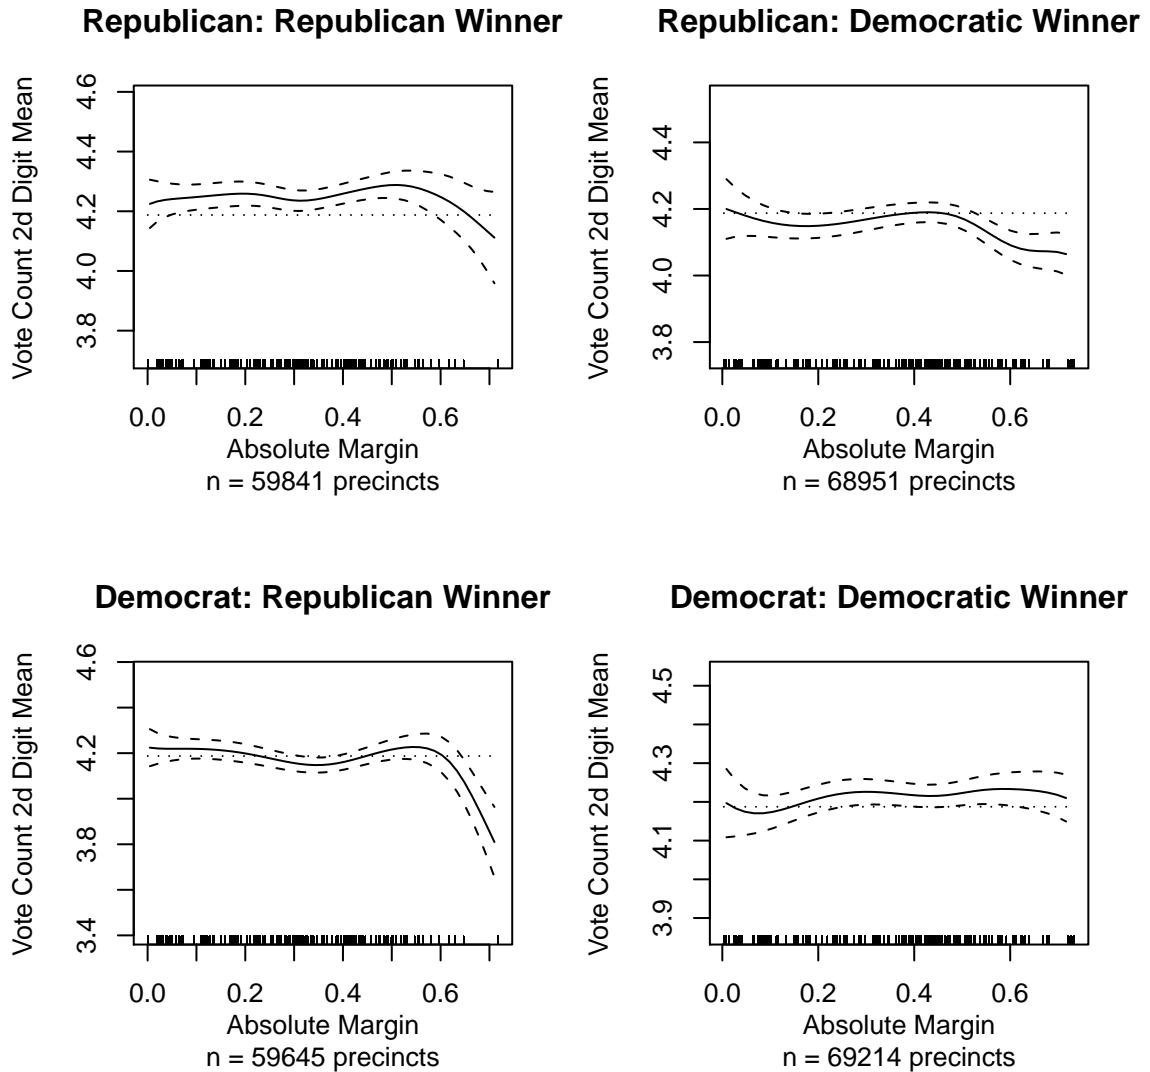 Republican: Republican Winner
Vote Count 2d Digit Mean
4.6
4.4
4.2
4.0
3.8
0.0 0.2 0.4 0.6
Absolute Margin
n = 59841 precincts
Republican: Democratic Winner
Vote Count 2d Digit Mean
4.4
4.2
4.0
3.8
0.0 0.2 0.4 0.6
Absolute Margin
n = 68951 precincts
Democrat: Republican Winner
Vote Count 2d Digit Mean
4.6
4.2
3.8
3.4
0.0 0.2 0.4 0.6
Absolute Margin
n = 59645 precincts
Democrat: Democratic Winner
Vote Count 2d Digit Mean
4.5
4.3
4.1
3.9
0.0 0.2 0.4 0.6
Absolute Margin
n = 69214 precincts